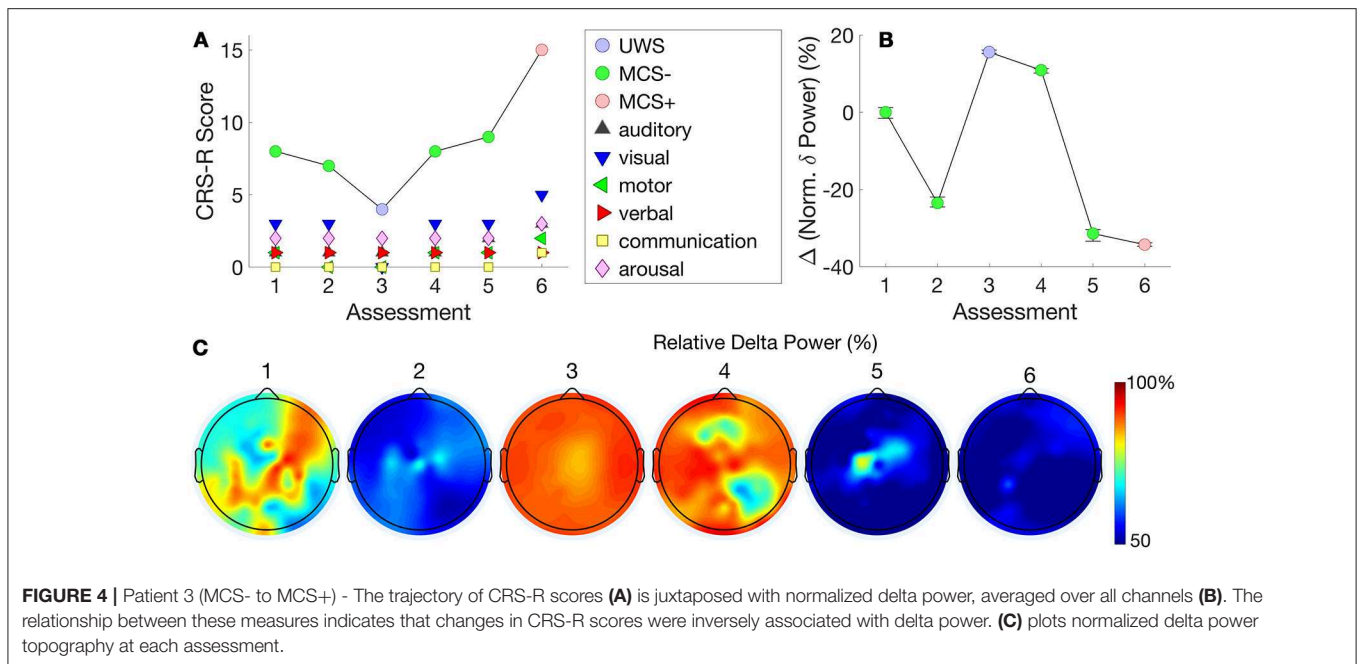 A
CRS-R Score
15
10
5
0
1 2 3 4 5 6
Assessment
UWS
MCS-
MCS+
auditory
visual
motor
verbal
communication
arousal
B
Δ (Norm. δ Power) (%)
20
0
-20
-40
1 2 3 4 5 6
Assessment
C
Relative Delta Power (%)
1 2 3 4 5 6
100%
50
FIGURE 4 | Patient 3 (MCS- to MCS+) - The trajectory of CRS-R scores (A) is juxtaposed with normalized delta power, averaged over all channels (B). The
relationship between these measures indicates that changes in CRS-R scores were inversely associated with delta power. (C) plots normalized delta power
topography at each assessment.